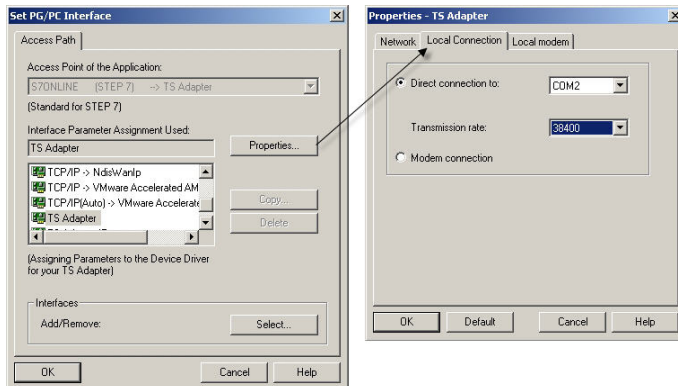 Set PG/PC Interface
Access Path
Access Point of the Application:
S7ONLINE (STEP 7) --> TS Adapter
(Standard for STEP 7)
Interface Parameter Assignment Used:
TS Adapter
Properties...
TCP/IP -> NdisWanIp
TCP/IP -> VMware Accelerated AM
TCP/IP(Auto) -> VMware Accelerate
TS Adapter
Copy...
Delete
(Assigning Parameters to the Device Driver
for your TS Adapter)
Interfaces
Add/Remove:
Select...
OK
Cancel
Help
Properties - TS Adapter
Network
Local Connection
Local modem
Direct connection to:
COM2
Transmission rate:
38400
Modem connection
OK
Default
Cancel
Help